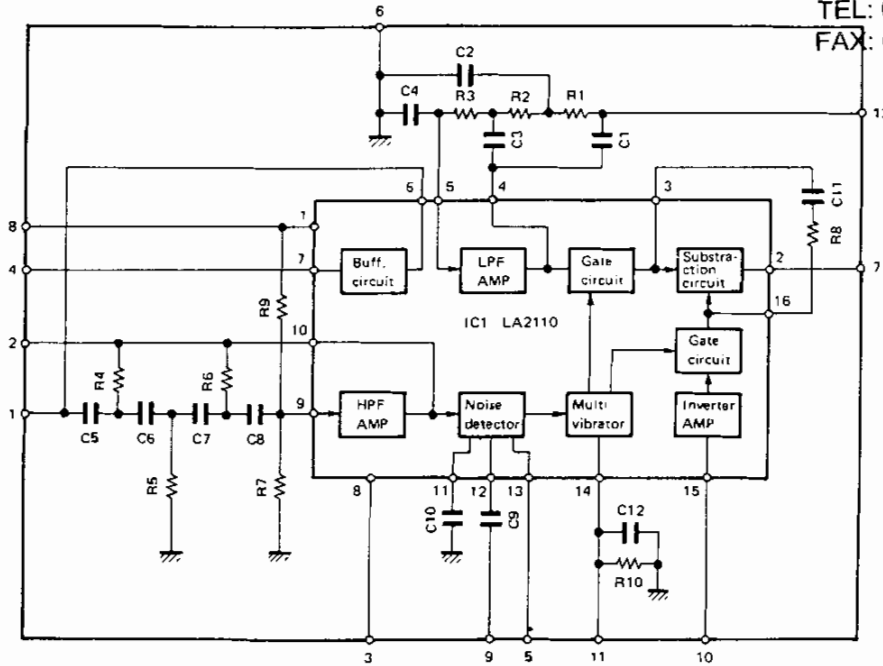 TEL:
FAX:
6
C2
C4 R3 R2 R1
C3 C1
6 5 4 3
C11
R8
8 1
4 7 Buff. circuit
LPF AMP
Gate circuit
Substra-
ction
circuit
2 7
16
R9
IC1 LA2110
2 10
Gate circuit
R4 R6
1 9
C5 C6 C7 C8
HPF AMP
Noise detector
Multi vibrator
Inverter AMP
R5 R7
8 11 12 13 14 15
C10 C9 C12
R10
3 9 5 11 10